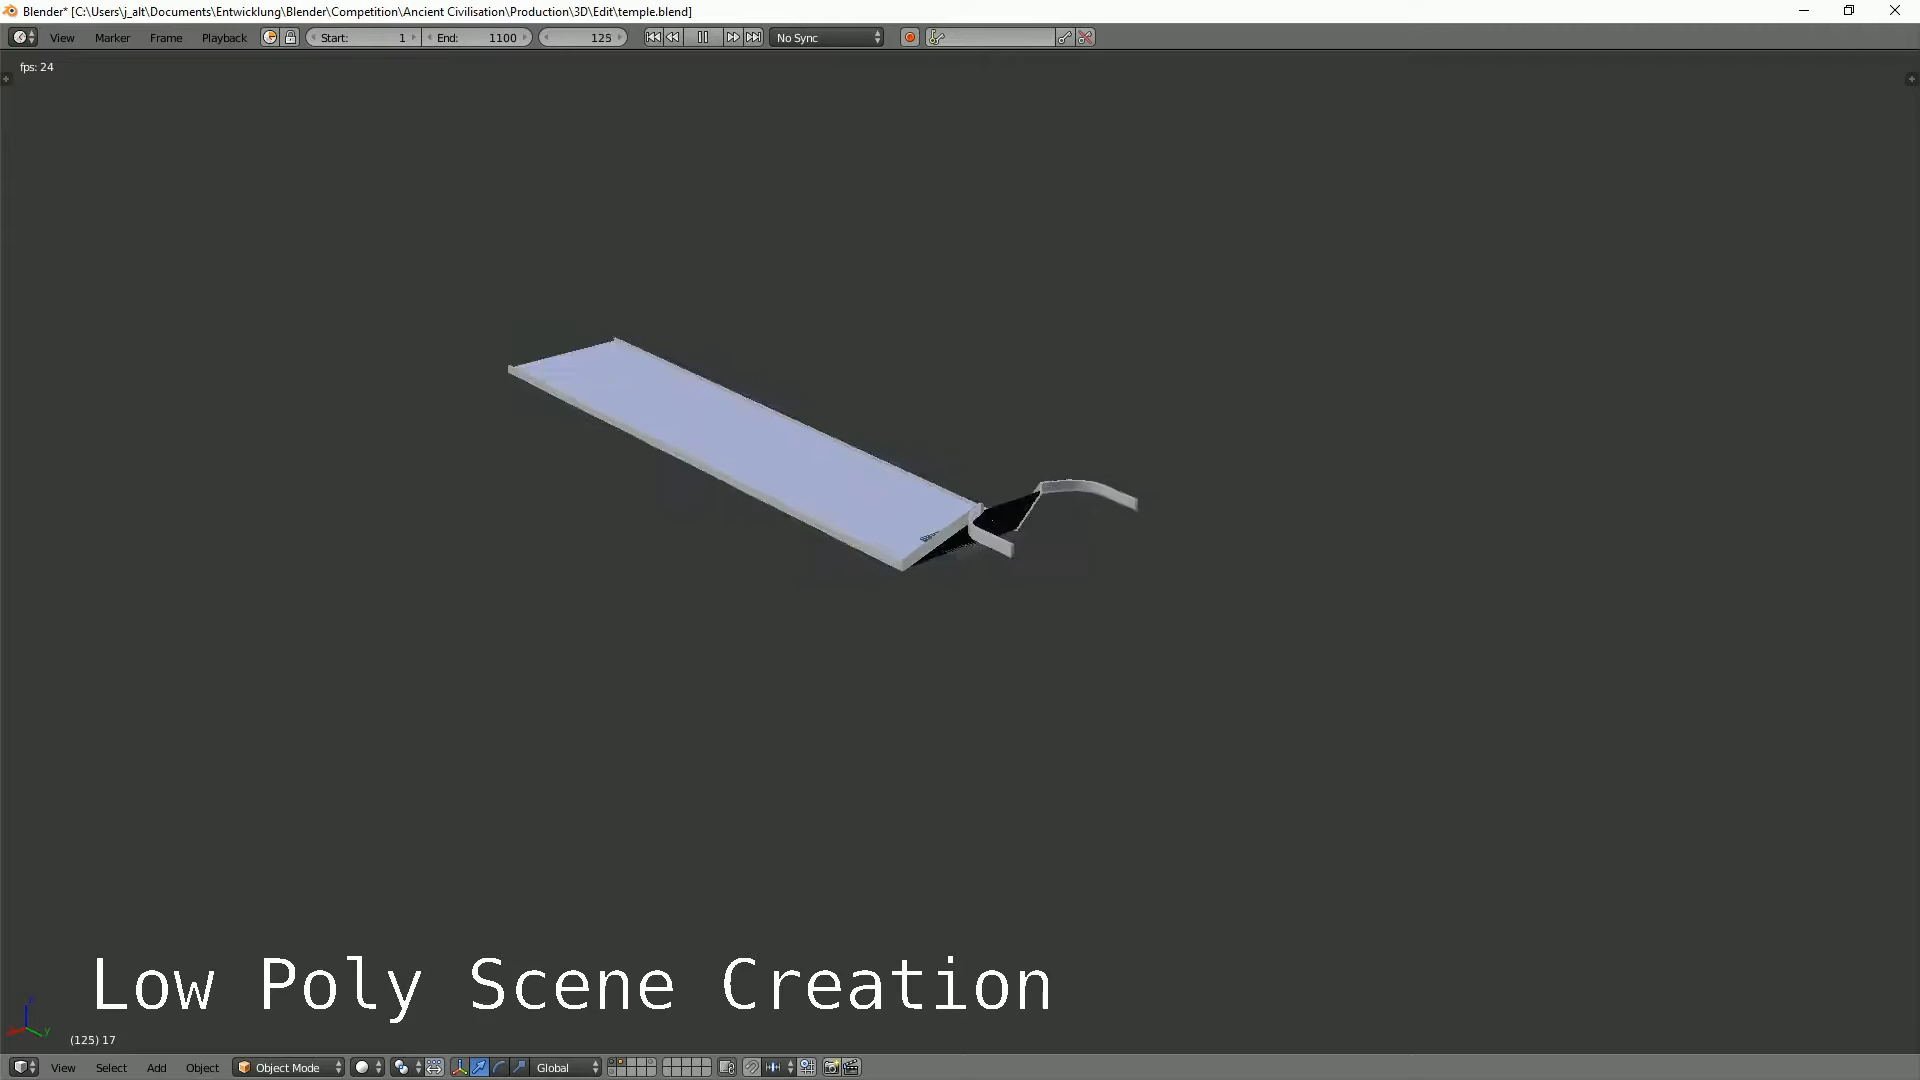 Blender* [C:\Users\j_alt\Documents\Entwicklung\Blender\Competition\Ancient Civilisation\Production\3D\Edit\temple.blend]
View Marker Frame Playback Start: 1 End: 1100 125 No Sync
fps: 24
Low Poly Scene Creation
(125) 17
View Select Add Object Object Mode Global